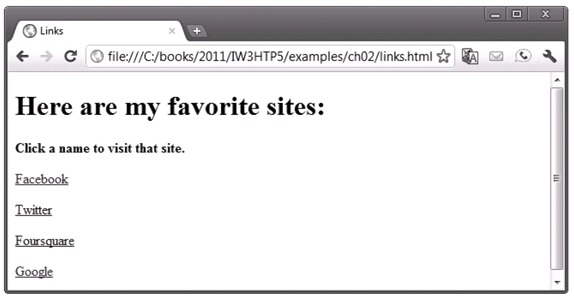 Links
file:///C:/books/2011/IW3HTP5/examples/ch02/links.html
Here are my favorite sites:
Click a name to visit that site.
Facebook
Twitter
Foursquare
Google